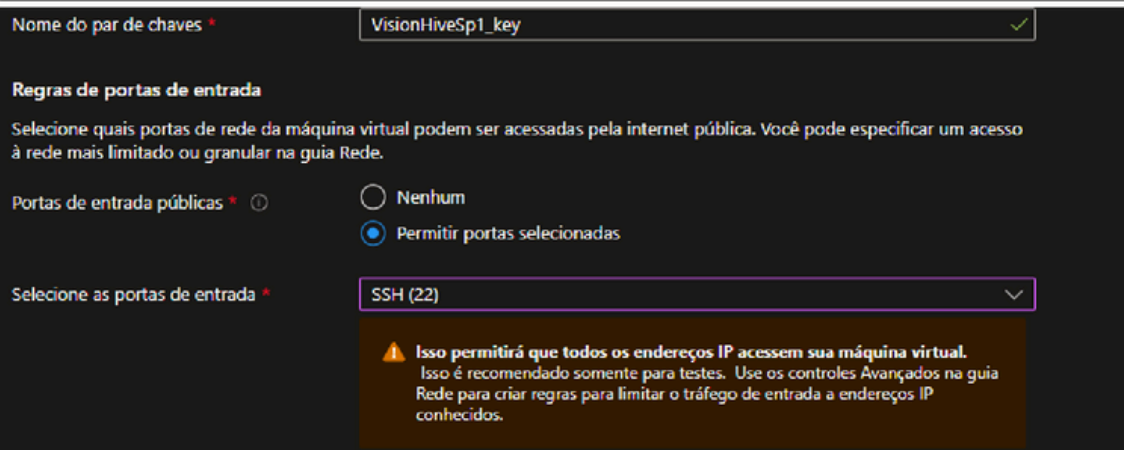 Nome do par de chaves *
VisionHiveSp1_key
Regras de portas de entrada
Selecione quais portas de rede da máquina virtual podem ser acessadas pela internet pública. Você pode especificar um acesso
à rede mais limitado ou granular na guia Rede.
Portas de entrada públicas *
Nenhum
Permitir portas selecionadas
Selecione as portas de entrada *
SSH (22)
Isso permitirá que todos os endereços IP acessem sua máquina virtual.
Isso é recomendado somente para testes. Use os controles Avançados na guia
Rede para criar regras para limitar o tráfego de entrada a endereços IP
conhecidos.